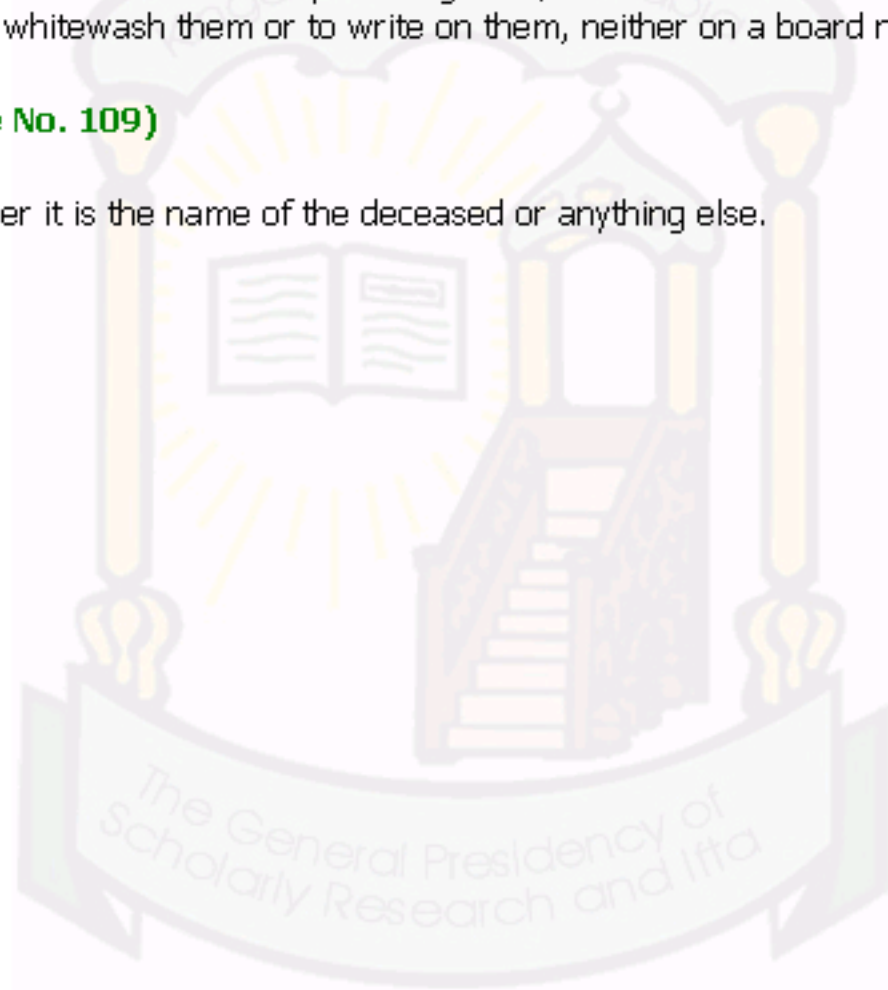 whitewash them or to write on them, neither on a board
No. 109)
er it is the name of the deceased or anything else.
The General Presidency of
Scholarly Research and Ifta